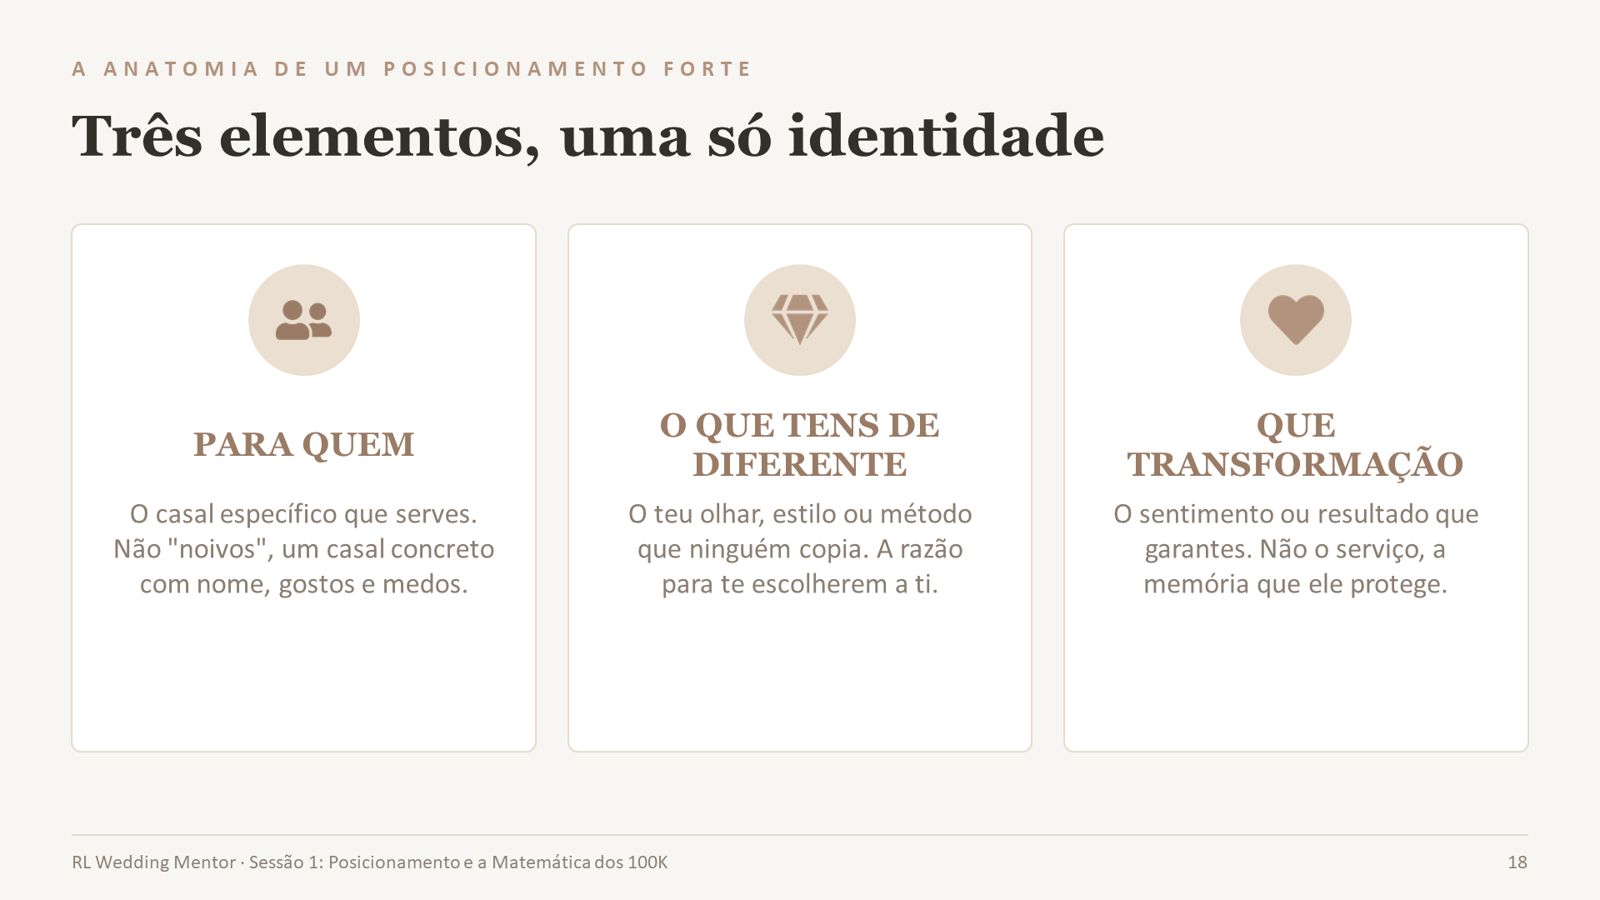 A ANATOMIA DE UM POSICIONAMENTO FORTE
Três elementos, uma só identidade
PARA QUEM
O casal específico que serves.
Não "noivos", um casal concreto
com nome, gostos e medos.
O QUE TENS DE
DIFERENTE
O teu olhar, estilo ou método
que ninguém copia. A razão
para te escolherem a ti.
QUE
TRANSFORMAÇÃO
O sentimento ou resultado que
garantes. Não o serviço, a
memória que ele protege.
RL Wedding Mentor · Sessão 1: Posicionamento e a Matemática dos 100K
18